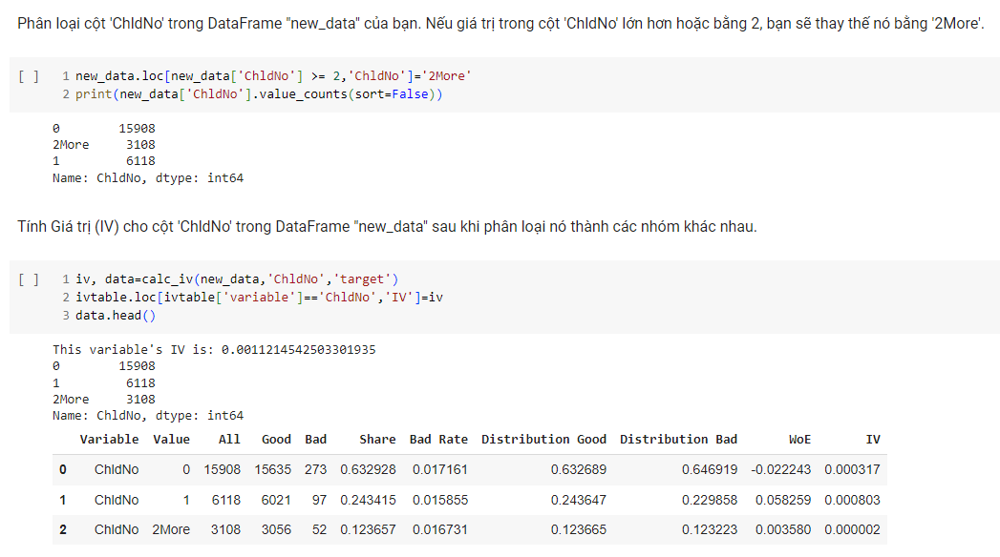 Phân loại cột 'ChldNo' trong DataFrame "new_data" của bạn. Nếu giá trị trong cột 'ChldNo' lớn hơn hoặc bằng 2, bạn sẽ thay thế nó bằng '2More'.
[ ] 1 new_data.loc[new_data['ChldNo'] >= 2,'ChldNo']='2More'
2 print(new_data['ChldNo'].value_counts(sort=False))
0 15908
2More 3108
1 6118
Name: ChldNo, dtype: int64
Tính Giá trị (IV) cho cột 'ChldNo' trong DataFrame "new_data" sau khi phân loại nó thành các nhóm khác nhau.
[ ] 1 iv, data=calc_iv(new_data,'ChldNo','target')
2 ivtable.loc[ivtable['variable']=='ChldNo','IV']=iv
3 data.head()
This variable's IV is: 0.0011214542503301935
0 15908
1 6118
2More 3108
Name: ChldNo, dtype: int64
Variable Value All Good Bad Share Bad Rate Distribution Good Distribution Bad WoE IV
0 ChldNo 0 15908 15635 273 0.632928 0.017161 0.632689 0.646919 -0.022243 0.000317
1 ChldNo 1 6118 6021 97 0.243415 0.015855 0.243647 0.229858 0.058259 0.000803
2 ChldNo 2More 3108 3056 52 0.123657 0.016731 0.123665 0.123223 0.003580 0.000002